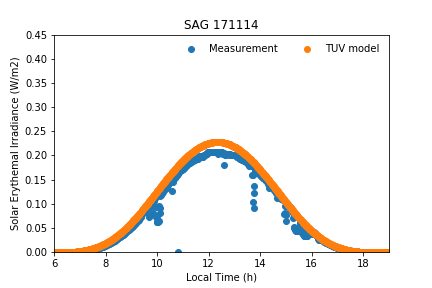 SAG 171114
Measurement
TUV model
Solar Erythemal Irradiance (W/m2)
0.45
0.40
0.35
0.30
0.25
0.20
0.15
0.10
0.05
0.00
6 8 10 12 14 16 18
Local Time (h)